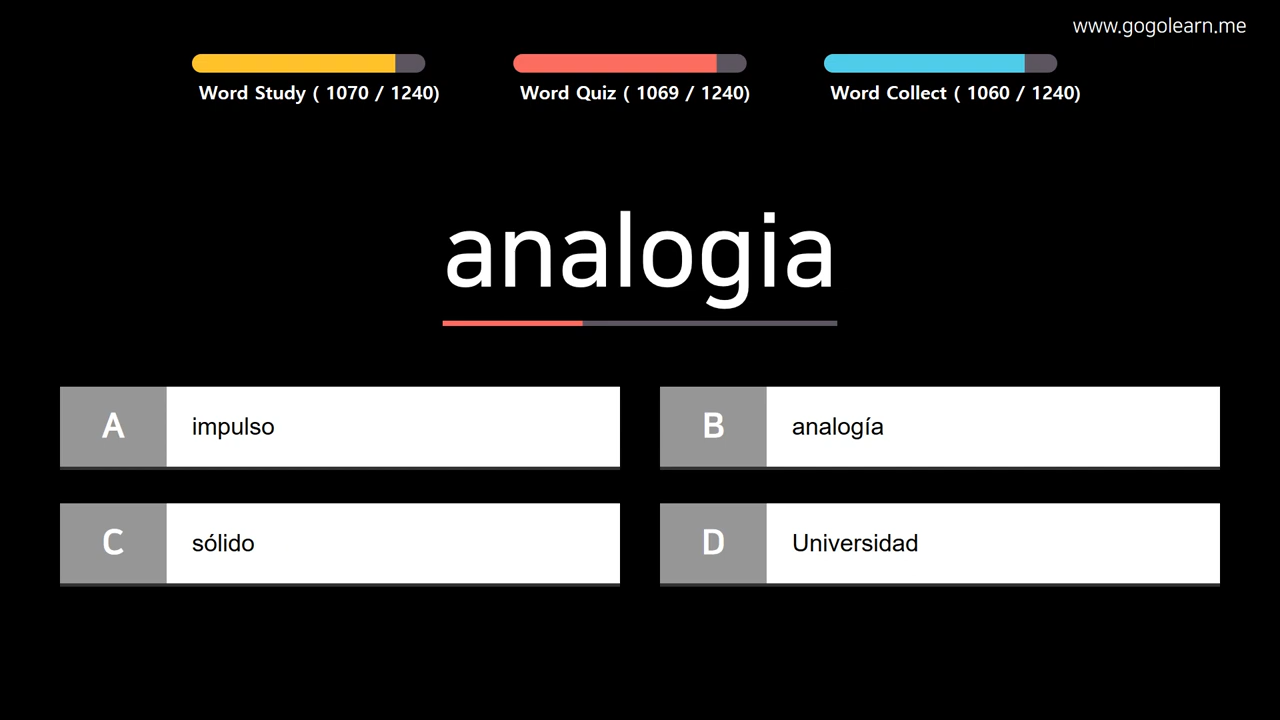 www.gogolearn.me
Word Study ( 1070 / 1240)
Word Quiz ( 1069 / 1240)
Word Collect ( 1060 / 1240)
analogia
A impulso
B analogía
C sólido
D Universidad